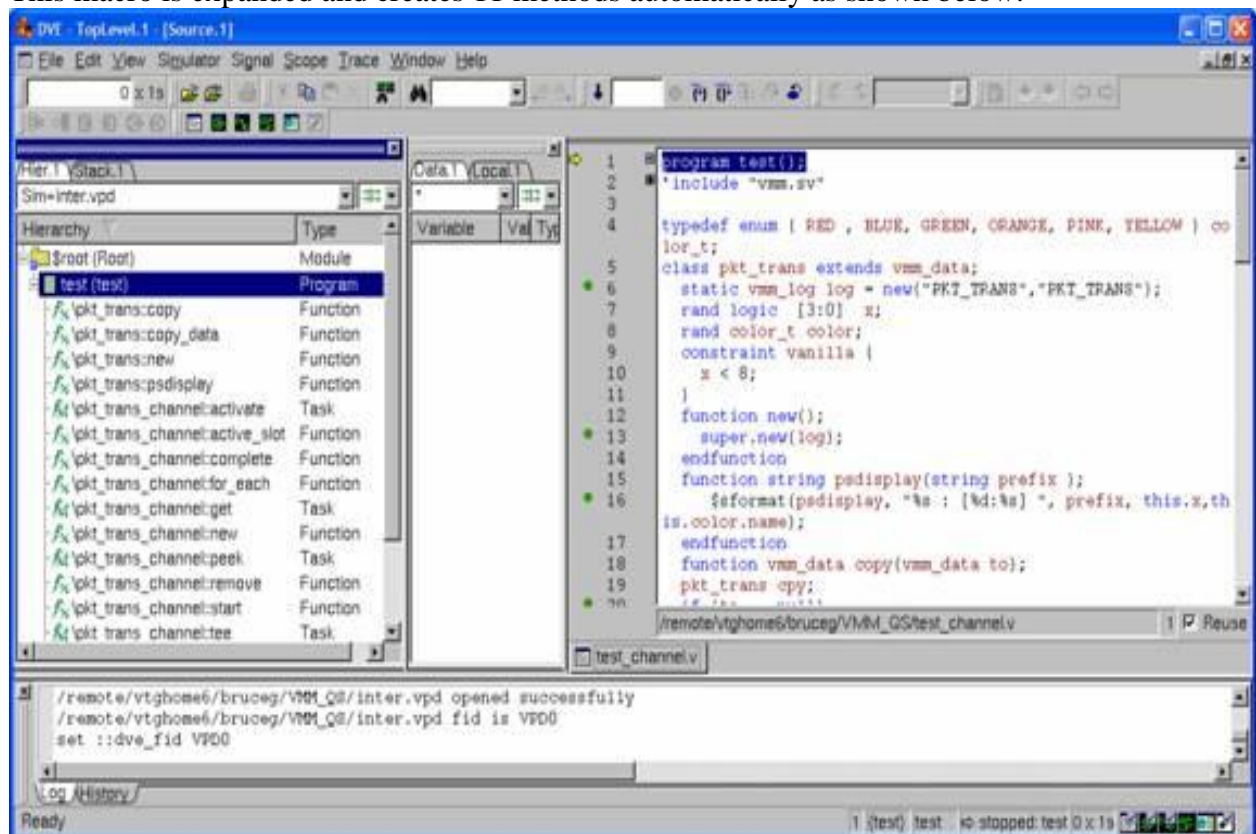 This macro is expanded and creates 11 methods automatically as shown below.
DVE - TopLevel.1 - [Source.1]
File Edit View Simulator Signal Scope Trace Window Help
0 x 1s
Hier.1 Stack.1
Sim=inter.vpd
Hierarchy Type
$root (Root) Module
test (test) Program
\pkt_trans::copy Function
\pkt_trans::copy_data Function
\pkt_trans::new Function
\pkt_trans::psdisplay Function
\pkt_trans_channel::activate Task
\pkt_trans_channel::active_slot Function
\pkt_trans_channel::complete Function
\pkt_trans_channel::for_each Function
\pkt_trans_channel::get Task
\pkt_trans_channel::new Function
\pkt_trans_channel::peek Task
\pkt_trans_channel::remove Function
\pkt_trans_channel::start Function
\pkt_trans_channel::tee Task
Data.1 Local.1
*
Variable Val Typ
1 program test();
2 `include "vmm.sv"
3
4 typedef enum { RED , BLUE, GREEN, ORANGE, PINK, YELLOW } co
lor_t;
5 class pkt_trans extends vmm_data;
6 static vmm_log log = new("PKT_TRANS","PKT_TRANS");
7 rand logic [3:0] x;
8 rand color_t color;
9 constraint vanilla {
10 x < 8;
11 }
12 function new();
13 super.new(log);
14 endfunction
15 function string psdisplay(string prefix );
16 $sformat(psdisplay, "%s : [%d:%s] ", prefix, this.x,th
is.color.name);
17 endfunction
18 function vmm_data copy(vmm_data to);
19 pkt_trans cpy;
20
/remote/vtghome6/bruceg/VMM_QS/test_channel.v 1 Reuse
test_channel.v
/remote/vtghome6/bruceg/VMM_QS/inter.vpd opened successfully
/remote/vtghome6/bruceg/VMM_QS/inter.vpd fid is VPD0
set ::dve_fid VPD0
Log History
Ready 1 (test) test stopped: test 0 x 1s